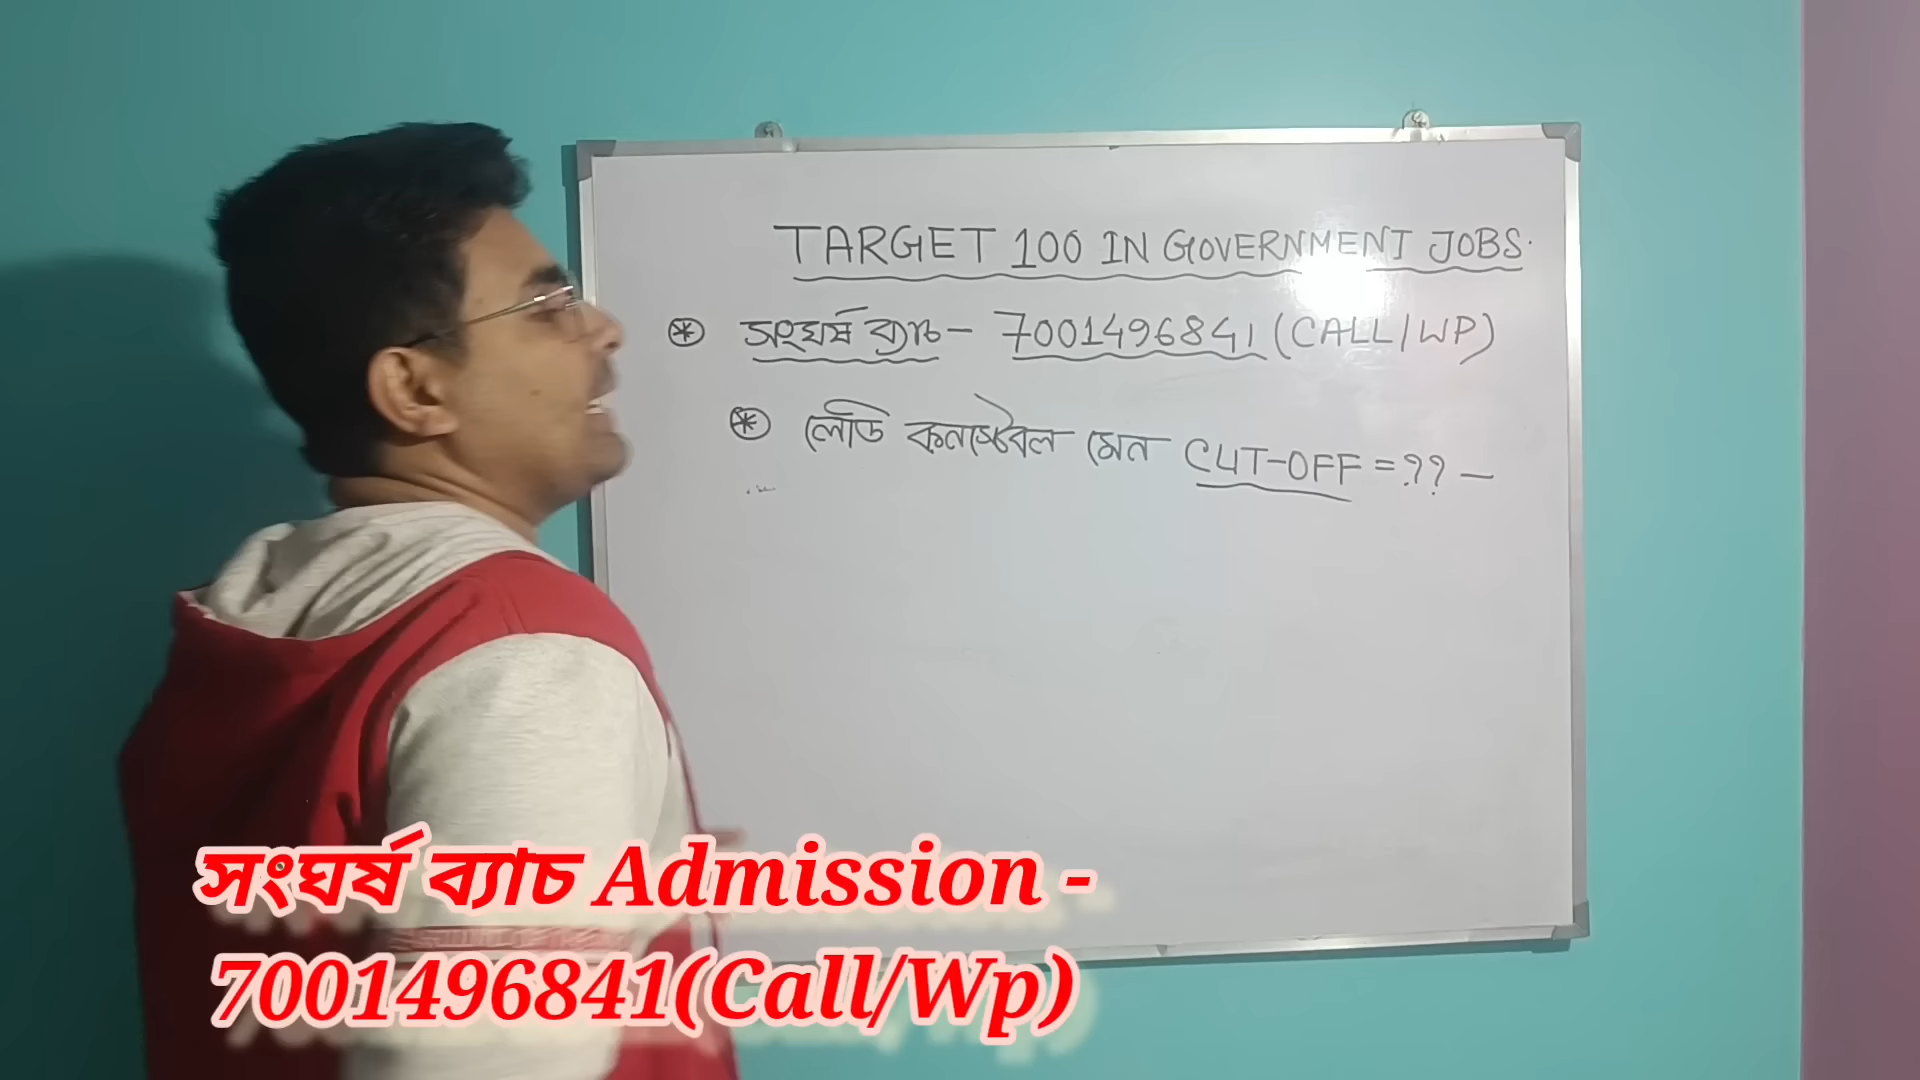 TARGET 100 IN GOVERNMENT JOBS.
সংঘর্ষ ব্যাচ - 7001496841 (CALL/WP)
লেডি কনস্টেবল মেন CUT-OFF = ?? -
সংঘর্ষ ব্যাচ Admission -
7001496841(Call/Wp)